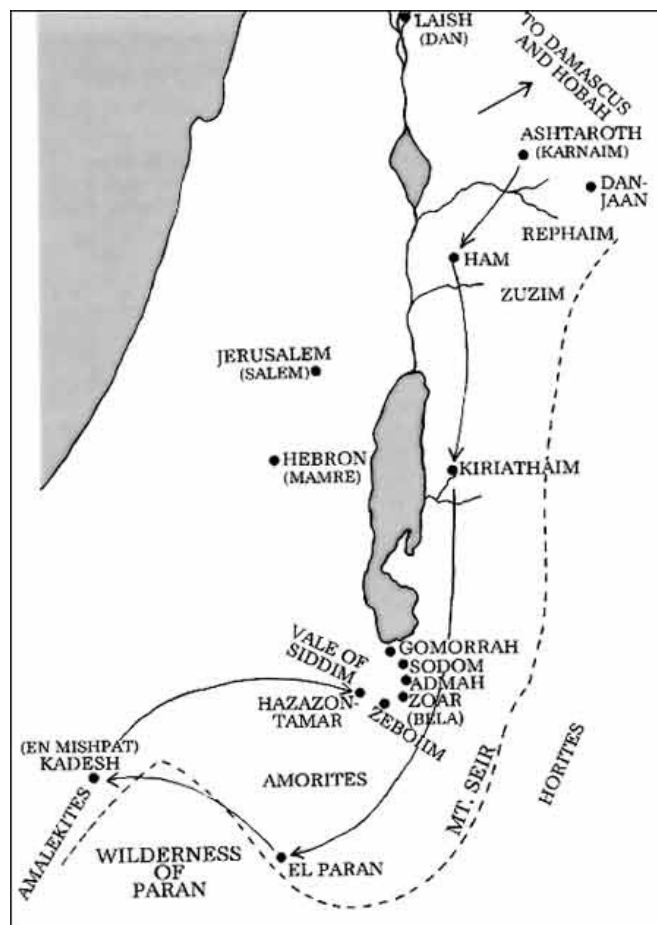 LAISH
(DAN)
TO DAMASCUS
AND HOBAH
ASHTAROTH
(KARNAIM)
DAN-
JAAN
REPHAIM
HAM
ZUZIM
JERUSALEM
(SALEM)
HEBRON
(MAMRE)
KIRIATHAIM
VALE OF
SIDDIM
GOMORRAH
SODOM
ADMAH
ZOAR
(BELA)
HAZAZON-
TAMAR
ZEBOIIM
(EN MISHPAT)
KADESH
AMORITES
MT. SEIR
HORITES
AMALEKITES
WILDERNESS
OF
PARAN
EL PARAN